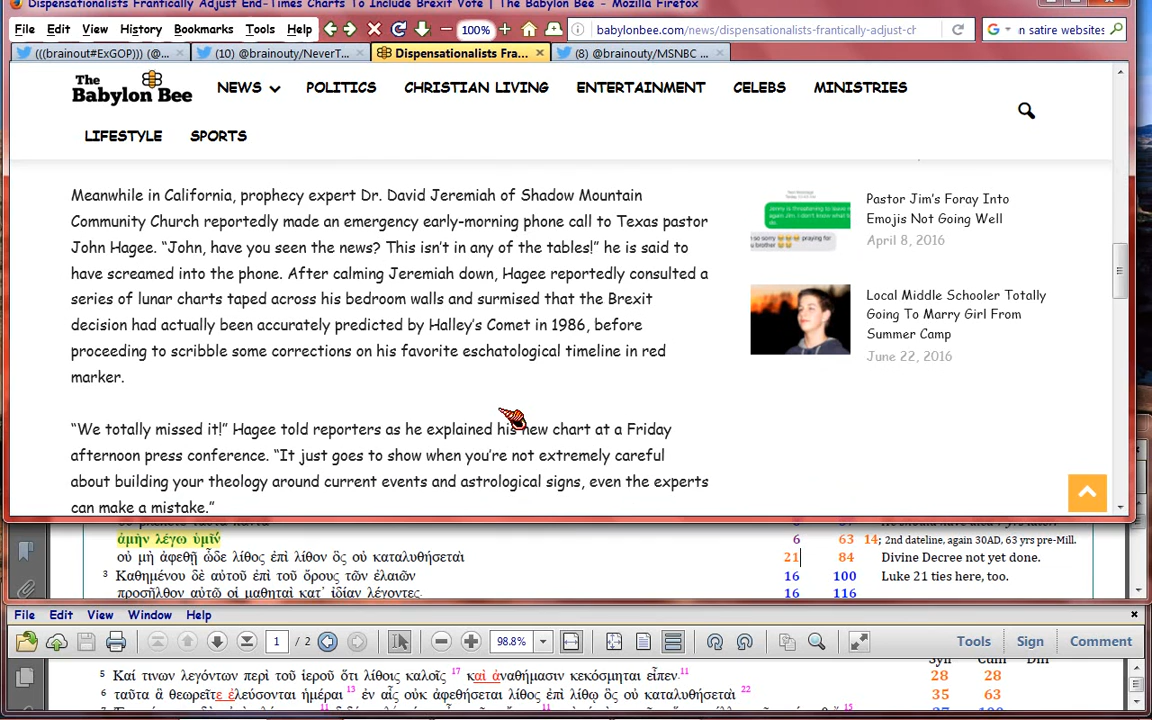 Dispensationalists Frantically Adjust End-Times Charts To Include Brexit Vote | The Babylon Bee - Mozilla Firefox
File Edit View History Bookmarks Tools Help 100% babylonbee.com/news/dispensationalists-frantically-adjust-ch n satire websites
(((brainout#ExGOP))) (@... (10) @brainouty/NeverT... Dispensationalists Fra... (8) @brainouty/MSNBC ...
The Babylon Bee
NEWS POLITICS CHRISTIAN LIVING ENTERTAINMENT CELEBS MINISTRIES
LIFESTYLE SPORTS
Meanwhile in California, prophecy expert Dr. David Jeremiah of Shadow Mountain
Community Church reportedly made an emergency early-morning phone call to Texas pastor
John Hagee. “John, have you seen the news? This isn’t in any of the tables!” he is said to
have screamed into the phone. After calming Jeremiah down, Hagee reportedly consulted a
series of lunar charts taped across his bedroom walls and surmised that the Brexit
decision had actually been accurately predicted by Halley’s Comet in 1986, before
proceeding to scribble some corrections on his favorite eschatological timeline in red
marker.
“We totally missed it!” Hagee told reporters as he explained his new chart at a Friday
afternoon press conference. “It just goes to show when you’re not extremely careful
about building your theology around current events and astrological signs, even the experts
can make a mistake.”
Pastor Jim’s Foray Into
Emojis Not Going Well
April 8, 2016
Local Middle Schooler Totally
Going To Marry Girl From
Summer Camp
June 22, 2016
ἀμὴν λέγω ὑμῖν 6 63 14; 2nd dateline, again 30AD, 63 yrs pre-Mill.
οὐ μὴ ἀφεθῇ ὧδε λίθος ἐπὶ λίθον ὃς οὐ καταλυθήσεται 21 84 Divine Decree not yet done.
3 Καθημένου δὲ αὐτοῦ ἐπὶ τοῦ ὄρους τῶν ἐλαιῶν 16 100 Luke 21 ties here, too.
προσῆλθον αὐτῷ οἱ μαθηταὶ κατ᾽ ἰδίαν λέγοντες· 16 116
File Edit View Window Help
1 / 2 98.8% Tools Sign Comment
Syll Cum Diff
5 Καί τινων λεγόντων περὶ τοῦ ἱεροῦ ὅτι λίθοις καλοῖς 17 καὶ ἀναθήμασιν κεκόσμηται εἶπεν· 11 28 28
6 ταῦτα ἃ θεωρεῖτε ἐλεύσονται ἡμέραι 13 ἐν αἷς οὐκ ἀφεθήσεται λίθος ἐπὶ λίθῳ ὃς οὐ καταλυθήσεται 22 35 63